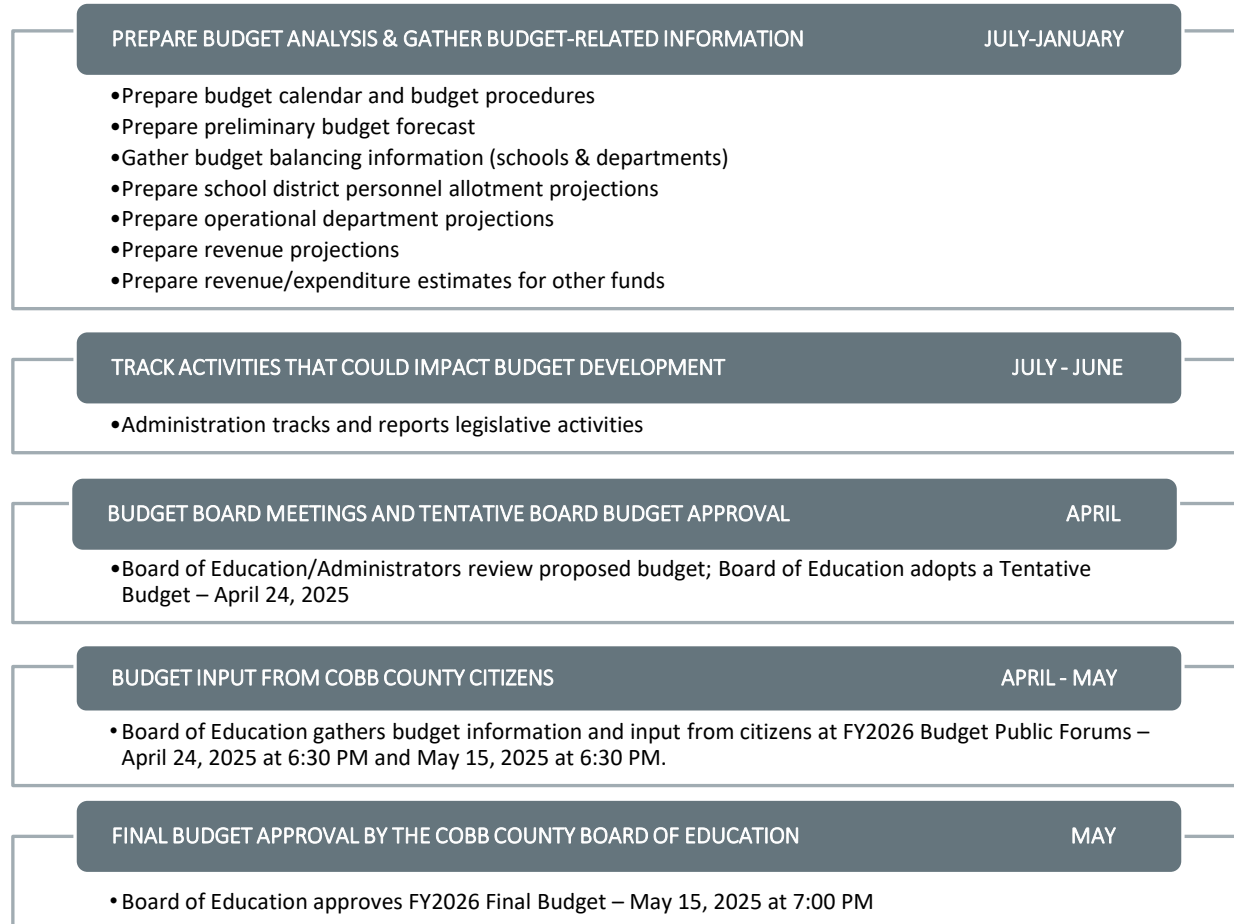 PREPARE BUDGET ANALYSIS & GATHER BUDGET-RELATED INFORMATION JULY-JANUARY
•Prepare budget calendar and budget procedures
•Prepare preliminary budget forecast
•Gather budget balancing information (schools & departments)
•Prepare school district personnel allotment projections
•Prepare operational department projections
•Prepare revenue projections
•Prepare revenue/expenditure estimates for other funds
TRACK ACTIVITIES THAT COULD IMPACT BUDGET DEVELOPMENT JULY - JUNE
•Administration tracks and reports legislative activities
BUDGET BOARD MEETINGS AND TENTATIVE BOARD BUDGET APPROVAL APRIL
•Board of Education/Administrators review proposed budget; Board of Education adopts a Tentative
Budget – April 24, 2025
BUDGET INPUT FROM COBB COUNTY CITIZENS APRIL - MAY
• Board of Education gathers budget information and input from citizens at FY2026 Budget Public Forums –
April 24, 2025 at 6:30 PM and May 15, 2025 at 6:30 PM.
FINAL BUDGET APPROVAL BY THE COBB COUNTY BOARD OF EDUCATION MAY
• Board of Education approves FY2026 Final Budget – May 15, 2025 at 7:00 PM